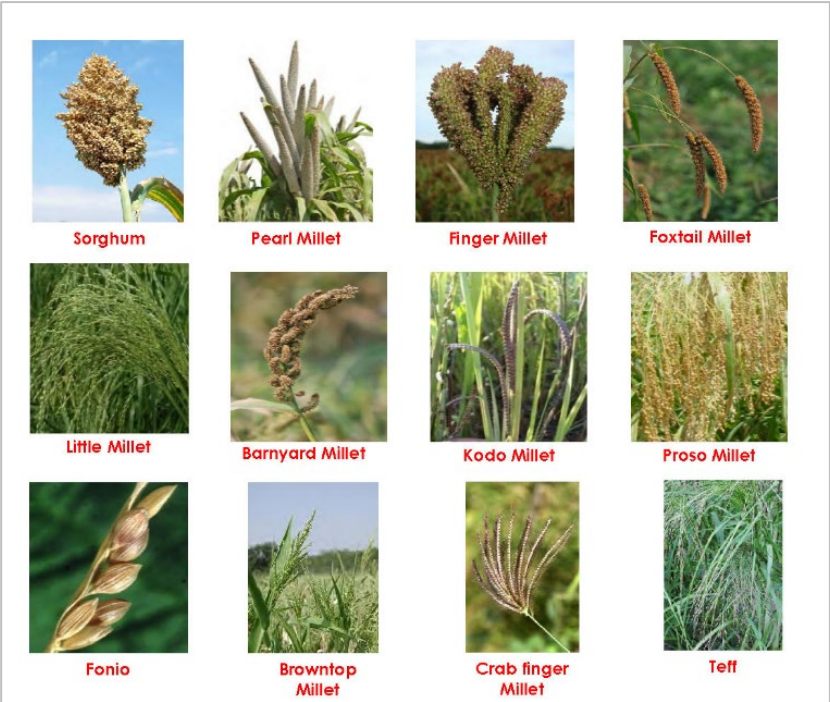 Sorghum
Pearl Millet
Finger Millet
Foxtail Millet
Little Millet
Barnyard Millet
Kodo Millet
Proso Millet
Fonio
Browntop
Millet
Crab finger
Millet
Teff